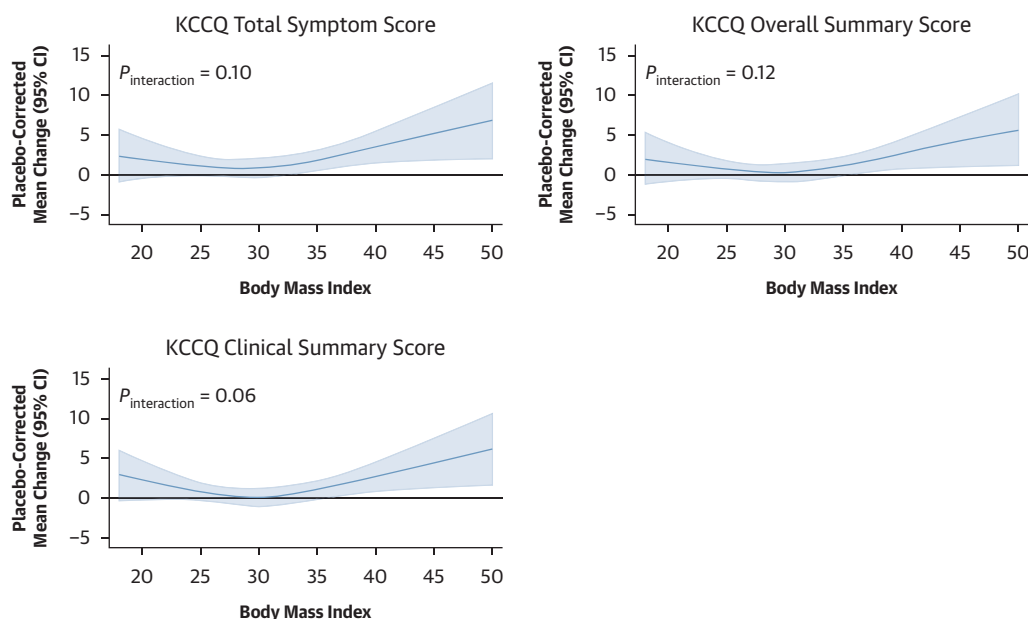 KCCQ Total Symptom Score
Placebo-Corrected
Mean Change (95% CI)
15
10
5
0
−5
Pinteraction = 0.10
20 25 30 35 40 45 50
Body Mass Index
KCCQ Overall Summary Score
Placebo-Corrected
Mean Change (95% CI)
15
10
5
0
−5
Pinteraction = 0.12
20 25 30 35 40 45 50
Body Mass Index
KCCQ Clinical Summary Score
Placebo-Corrected
Mean Change (95% CI)
15
10
5
0
−5
Pinteraction = 0.06
20 25 30 35 40 45 50
Body Mass Index